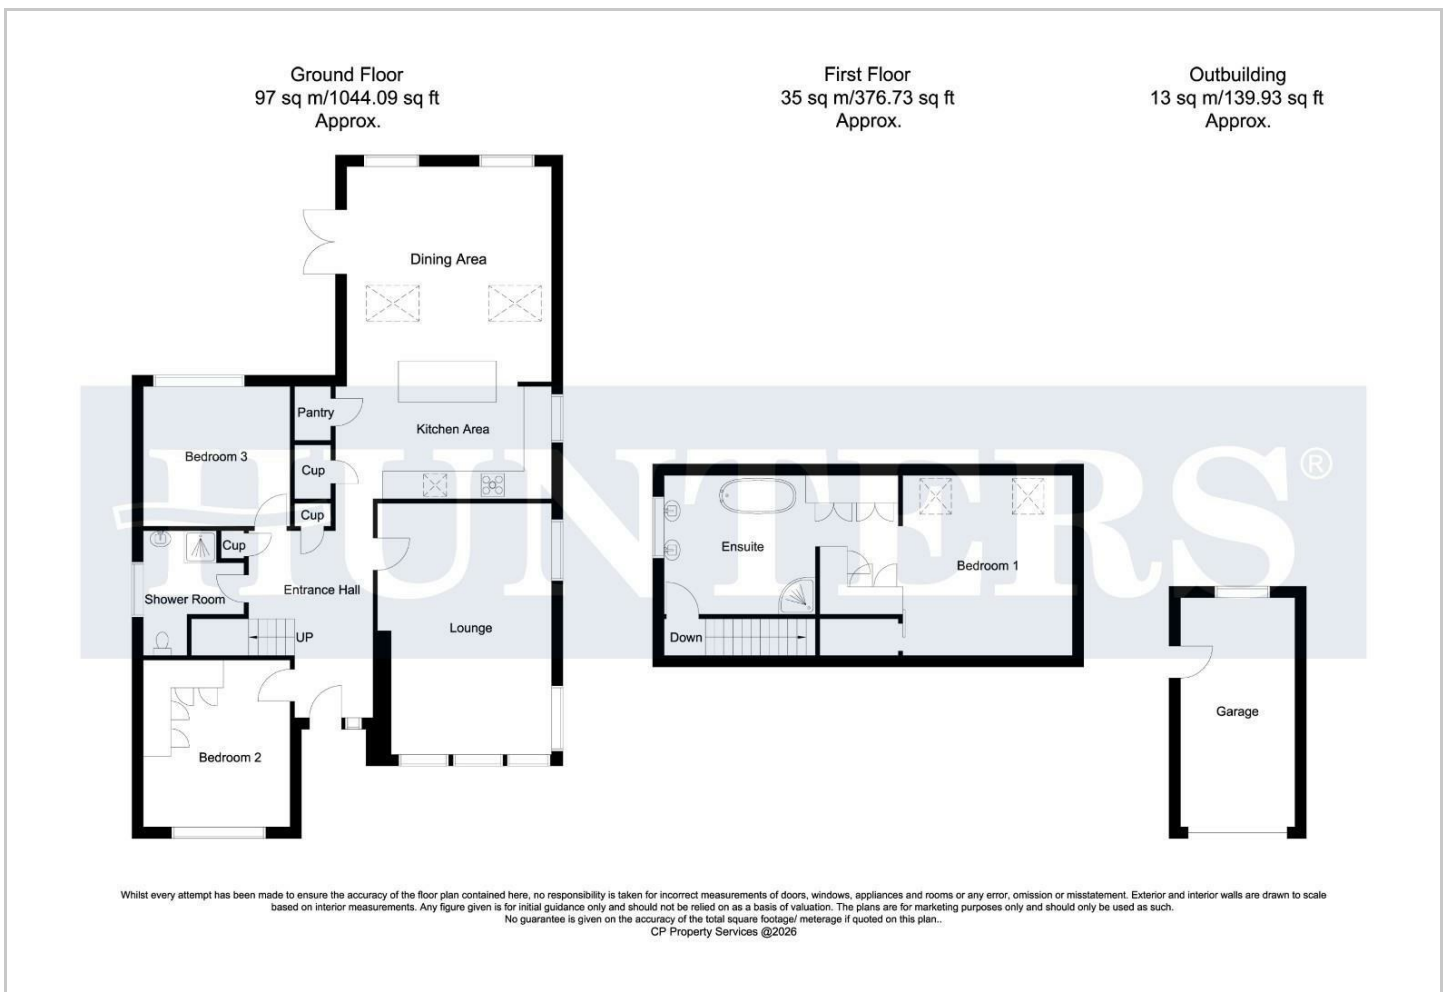 Ground Floor
97 sq m/1044.09 sq ft
Approx.
First Floor
35 sq m/376.73 sq ft
Approx.
Outbuilding
13 sq m/139.93 sq ft
Approx.
Dining Area
Pantry
Kitchen Area
Bedroom 3
Cup
Cup
Cup
Shower Room
Entrance Hall
UP
Lounge
Bedroom 2
Ensuite
Bedroom 1
Down
Garage
HUNTERS®
Whilst every attempt has been made to ensure the accuracy of the floor plan contained here, no responsibility is taken for incorrect measurements of doors, windows, appliances and rooms or any error, omission or misstatement. Exterior and interior walls are drawn to scale
based on interior measurements. Any figure given is for initial guidance only and should not be relied on as a basis of valuation. The plans are for marketing purposes only and should only be used as such.
No guarantee is given on the accuracy of the total square footage/ meterage if quoted on this plan..
CP Property Services @2026